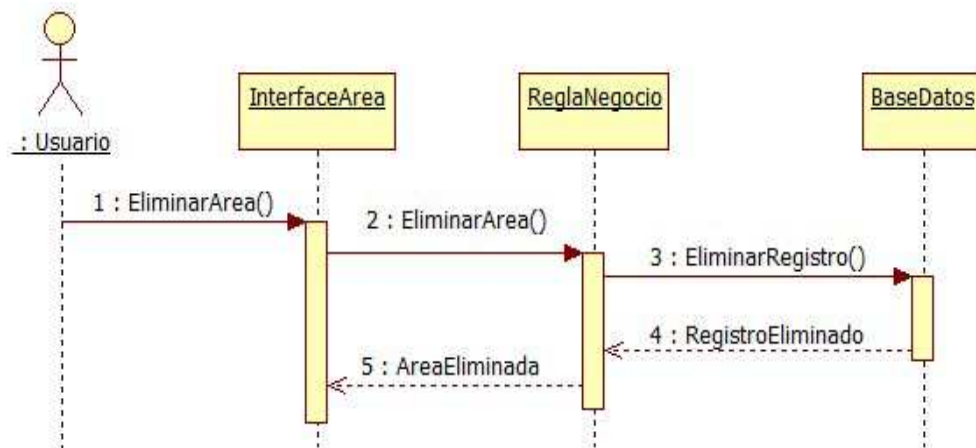 InterfaceArea
ReglaNegocio
BaseDatos
: Usuario
1 : EliminarArea()
2 : EliminarArea()
3 : EliminarRegistro()
4 : RegistroEliminado
5 : AreaEliminada